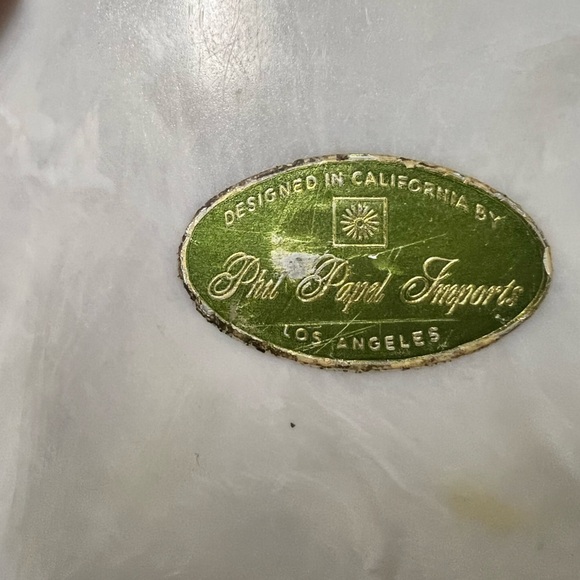 DESIGNED IN CALIFORNIA BY
Phil Papel Imports
LOS ANGELES